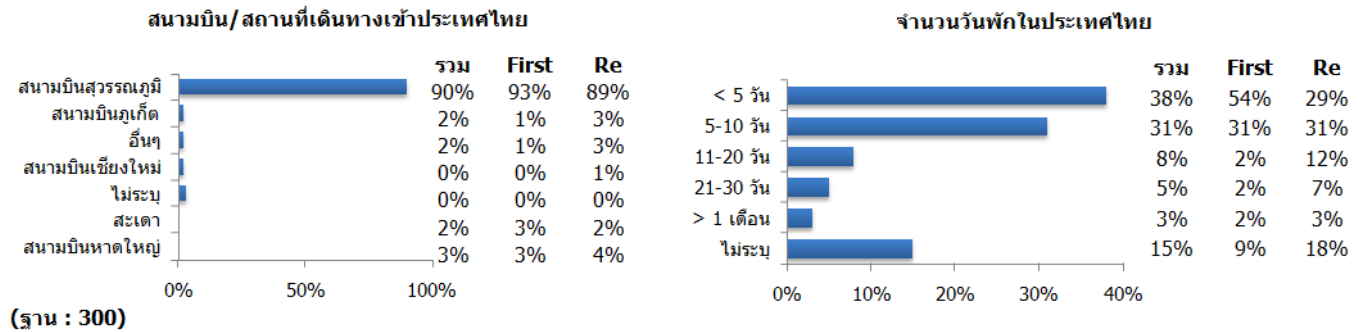 สนามบิน/สถานที่เดินทางเข้าประเทศไทย
รวม First Re
สนามบินสุวรรณภูมิ 90% 93% 89%
สนามบินภูเก็ต 2% 1% 3%
อื่นๆ 2% 1% 3%
สนามบินเชียงใหม่ 0% 0% 1%
ไม่ระบุ 0% 0% 0%
สะเดา 2% 3% 2%
สนามบินหาดใหญ่ 3% 3% 4%
0% 50% 100%
(ฐาน : 300)
จำนวนวันพักในประเทศไทย
รวม First Re
< 5 วัน 38% 54% 29%
5-10 วัน 31% 31% 31%
11-20 วัน 8% 2% 12%
21-30 วัน 5% 2% 7%
> 1 เดือน 3% 2% 3%
ไม่ระบุ 15% 9% 18%
0% 10% 20% 30% 40%